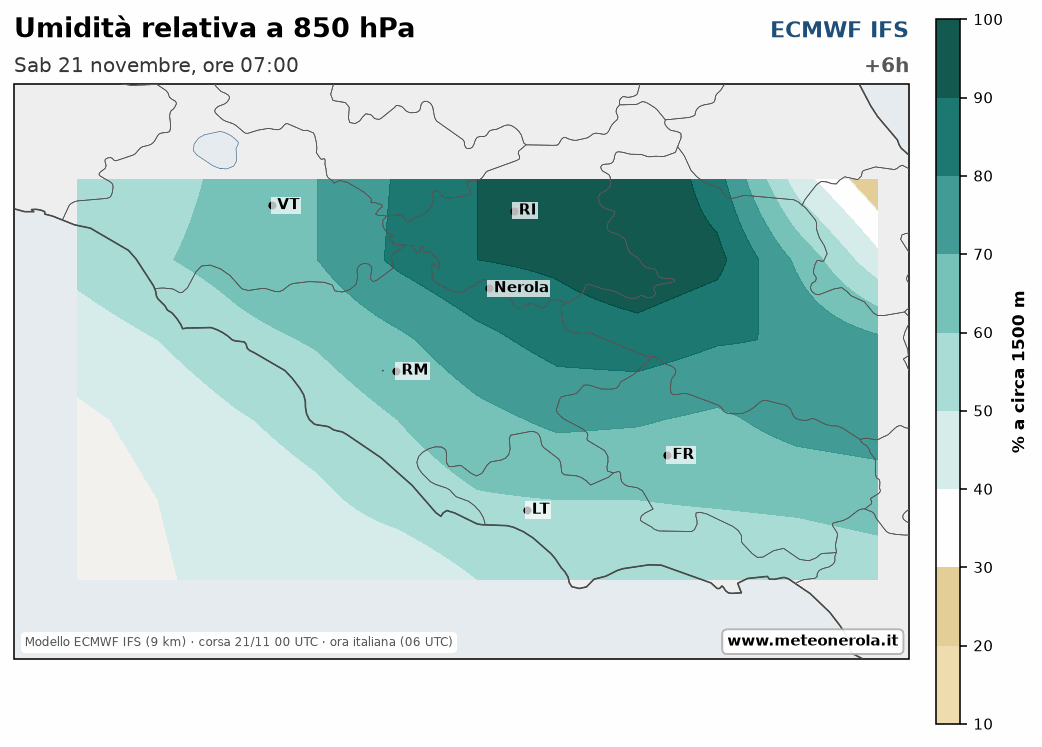 Umidità relativa a 850 hPa
ECMWF IFS
Sab 21 novembre, ore 07:00
+6h
100
90
80
70
60
50
40
30
20
10
% a circa 1500 m
VT
RI
Nerola
RM
FR
LT
Modello ECMWF IFS (9 km) · corsa 21/11 00 UTC · ora italiana (06 UTC)
www.meteonerola.it